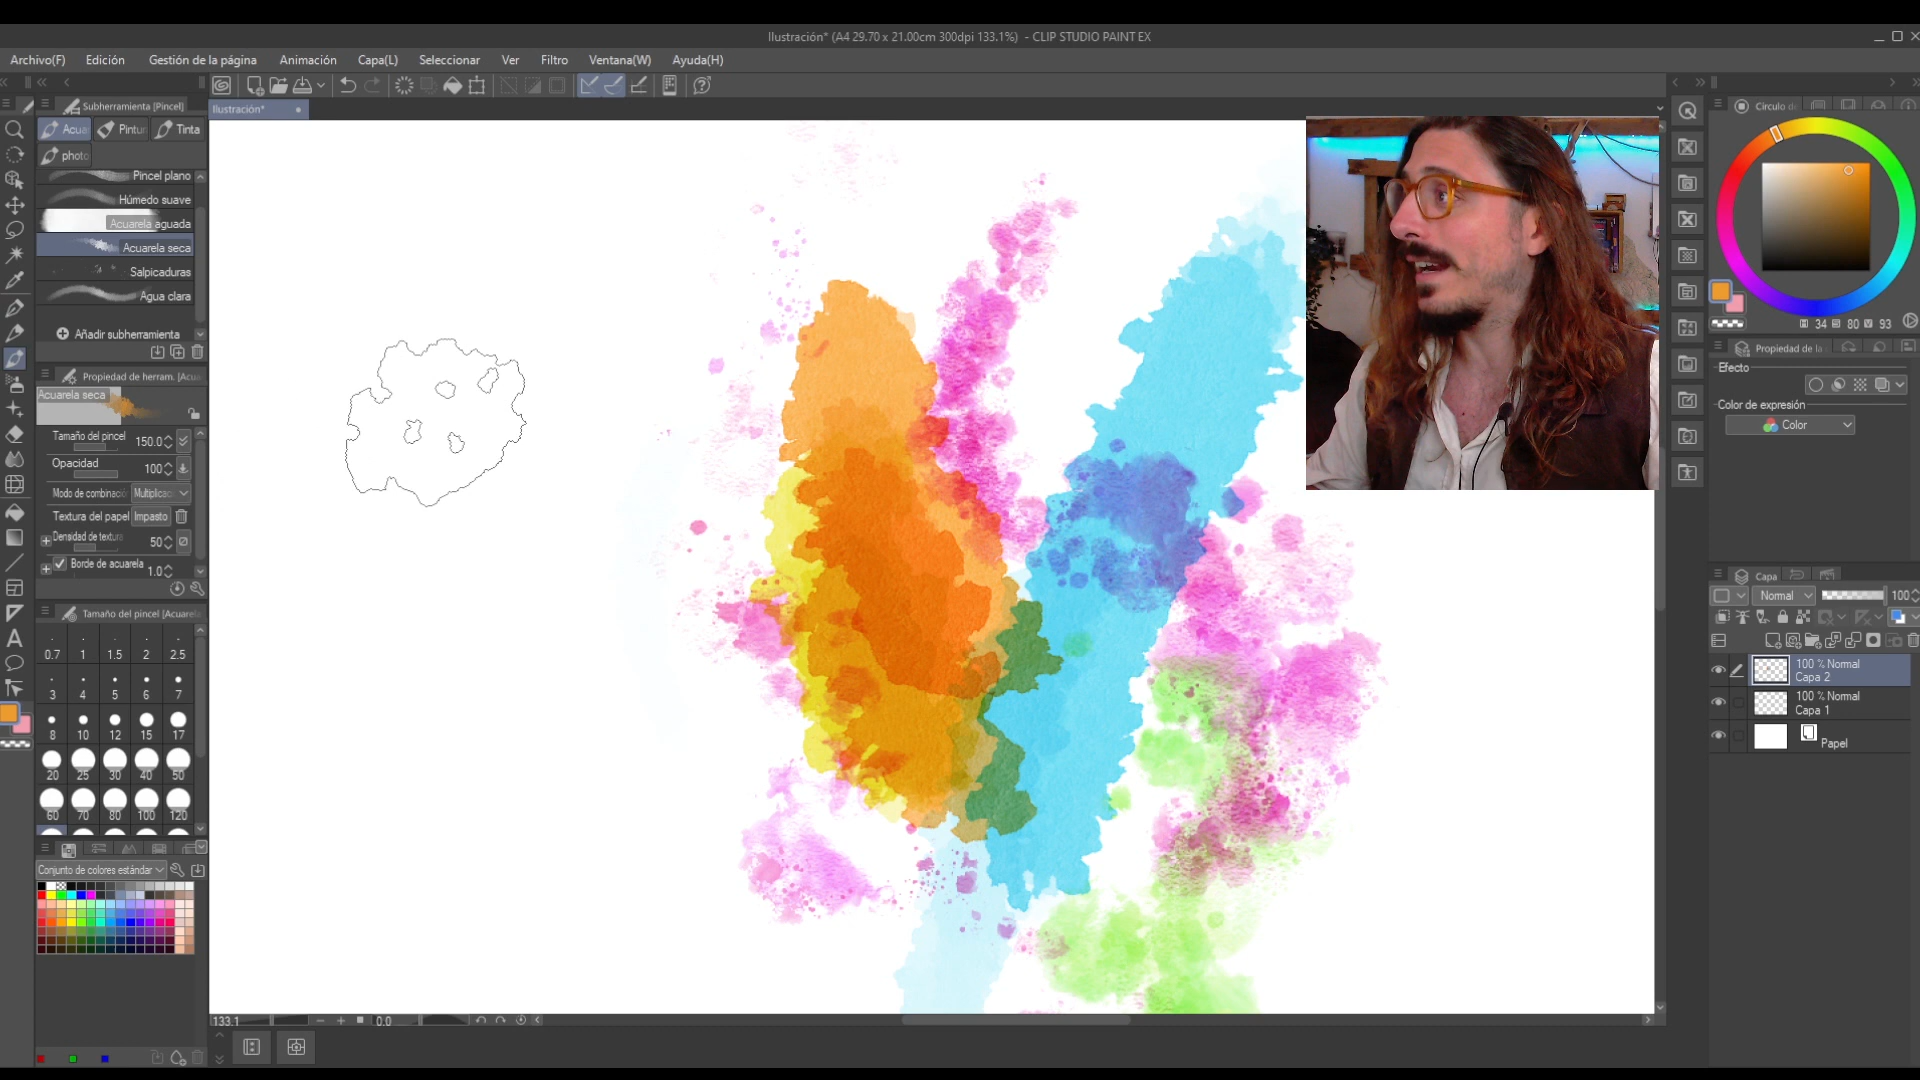 Ilustración* (A4 29.70 x 21.00cm 300dpi 133.1%) - CLIP STUDIO PAINT EX
Archivo(F) Edición Gestión de la página Animación Capa(L) Seleccionar Ver Filtro Ventana(W) Ayuda(H)
Subherramienta [Pincel]
Ilustración*
Acua Pintur Tinta
photo
Pincel plano
Húmedo suave
Acuarela aguada
Acuarela seca
Salpicaduras
Agua clara
Añadir subherramienta
Propiedad de herram. [Acua
Acuarela seca
Tamaño del pincel 150.0
Opacidad 100
Modo de combinació Multiplicac
Textura del papel Impasto
Densidad de textura 50
Borde de acuarela 1.0
Tamaño del pincel [Acuarela
0.7 1 1.5 2 2.5
3 4 5 6 7
8 10 12 15 17
20 25 30 40 50
60 70 80 100 120
Conjunto de colores estándar
133.1 0.0
Círculo de
34 80 93
Propiedad de la
Efecto
Color de expresión
Color
Capa
Normal 100
100 % Normal
Capa 2
100 % Normal
Capa 1
Papel